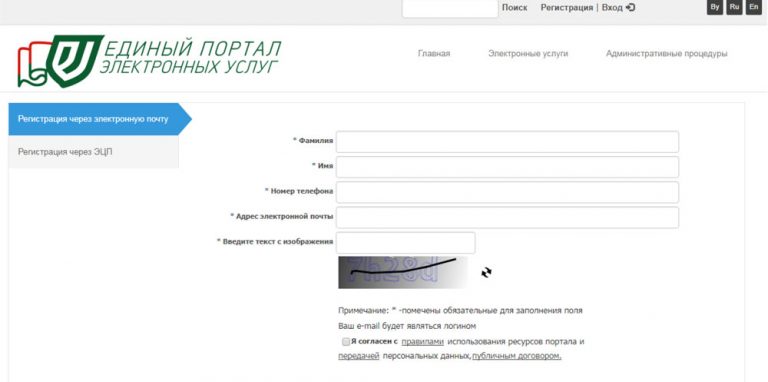 Поиск Регистрация | Вход By Ru En
ЕДИНЫЙ ПОРТАЛ
ЭЛЕКТРОННЫХ УСЛУГ
Главная Электронные услуги Административные процедуры
Регистрация через электронную почту
Регистрация через ЭЦП
* Фамилия
* Имя
* Номер телефона
* Адрес электронной почты
* Введите текст с изображения
Примечание: * -помечены обязательные для заполнения поля
Ваш e-mail будет являться логином
Я согласен с правилами использования ресурсов портала и
передачей персональных данных,публичным договором.